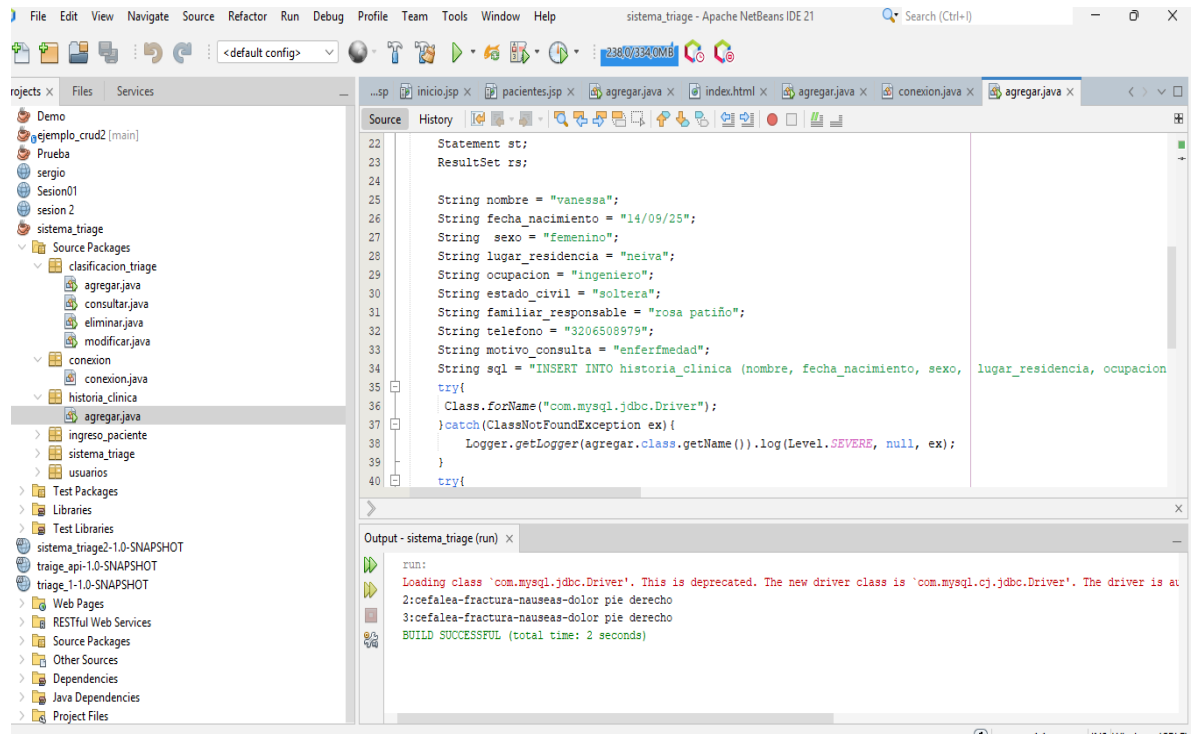 File Edit View Navigate Source Refactor Run Debug Profile Team Tools Window Help sistema_triage - Apache NetBeans IDE 21 Search (Ctrl+I)
<default config> 238,0/334,0MB
rojects Files Services
Demo
ejemplo_crud2 [main]
Prueba
sergio
Sesion01
sesion 2
sistema_triage
Source Packages
clasificacion_triage
agregar.java
consultar.java
eliminar.java
modificar.java
conexion
conexion.java
historia_clinica
agregar.java
ingreso_paciente
sistema_triage
usuarios
Test Packages
Libraries
Test Libraries
sistema_triage2-1.0-SNAPSHOT
traige_api-1.0-SNAPSHOT
triage_1-1.0-SNAPSHOT
Web Pages
RESTful Web Services
Source Packages
Other Sources
Dependencies
Java Dependencies
Project Files
...sp inicio.jsp pacientes.jsp agregar.java index.html agregar.java conexion.java agregar.java
Source History
22 Statement st;
23 ResultSet rs;
24
25 String nombre = "vanessa";
26 String fecha_nacimiento = "14/09/25";
27 String sexo = "femenino";
28 String lugar_residencia = "neiva";
29 String ocupacion = "ingeniero";
30 String estado_civil = "soltera";
31 String familiar_responsable = "rosa patiño";
32 String telefono = "3206508979";
33 String motivo_consulta = "enferfmedad";
34 String sql = "INSERT INTO historia_clinica (nombre, fecha_nacimiento, sexo, lugar_residencia, ocupacion
35 try{
36 Class.forName("com.mysql.jdbc.Driver");
37 }catch(ClassNotFoundException ex){
38 Logger.getLogger(agregar.class.getName()).log(Level.SEVERE, null, ex);
39 }
40 try{
Output - sistema_triage (run)
run:
Loading class `com.mysql.jdbc.Driver'. This is deprecated. The new driver class is `com.mysql.cj.jdbc.Driver'. The driver is au
2:cefalea-fractura-nauseas-dolor pie derecho
3:cefalea-fractura-nauseas-dolor pie derecho
BUILD SUCCESSFUL (total time: 2 seconds)